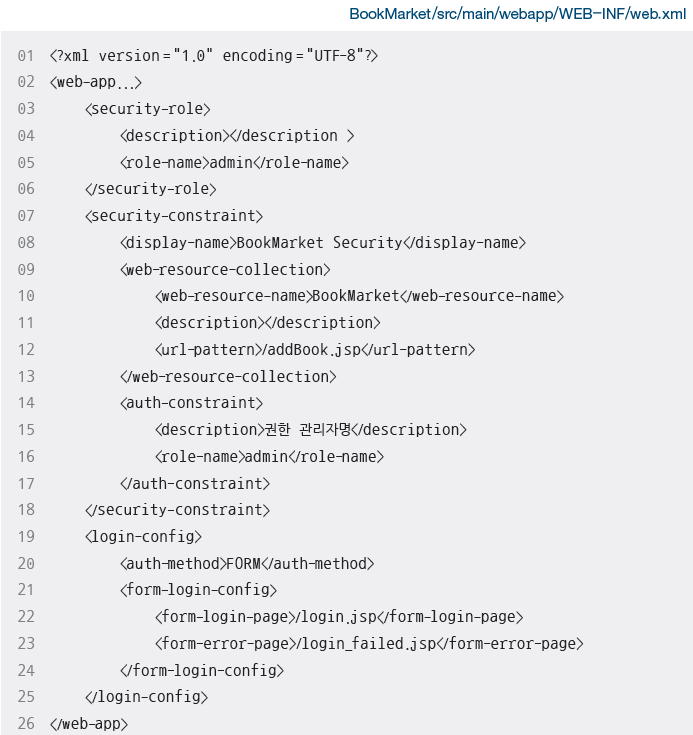 BookMarket/src/main/webapp/WEB-INF/web.xml
01 <?xml version="1.0" encoding="UTF-8"?>
02 <web-app...>
03     <security-role>
04         <description></description >
05         <role-name>admin</role-name>
06     </security-role>
07     <security-constraint>
08         <display-name>BookMarket Security</display-name>
09         <web-resource-collection>
10             <web-resource-name>BookMarket</web-resource-name>
11             <description></description>
12             <url-pattern>/addBook.jsp</url-pattern>
13         </web-resource-collection>
14         <auth-constraint>
15             <description>권한 관리자명</description>
16             <role-name>admin</role-name>
17         </auth-constraint>
18     </security-constraint>
19     <login-config>
20         <auth-method>FORM</auth-method>
21         <form-login-config>
22             <form-login-page>/login.jsp</form-login-page>
23             <form-error-page>/login_failed.jsp</form-error-page>
24         </form-login-config>
25     </login-config>
26 </web-app>